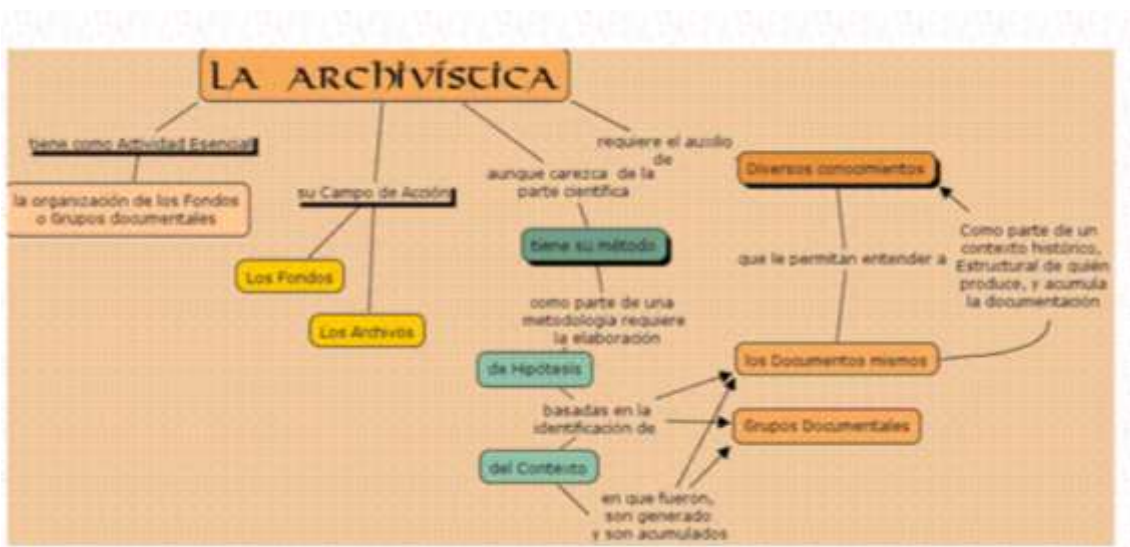 LA ARCHIVÍSTICA
tiene como Actividad Esencial
la organización de los Fondos
o Grupos documentales
su Campo de Acción
Los Fondos
Los Archivos
aunque carezca de la
parte científica
tiene su método
como parte de una
metodología requiere
la elaboración
de Hipótesis
basadas en la
identificación de
del Contexto
en que fueron,
son generado
y son acumulados
requiere el auxilio
de
Diversos conocimientos
que le permitan entender a
los Documentos mismos
Grupos Documentales
Como parte de un
contexto histórico,
Estructural de quién
produce, y acumula
la documentación